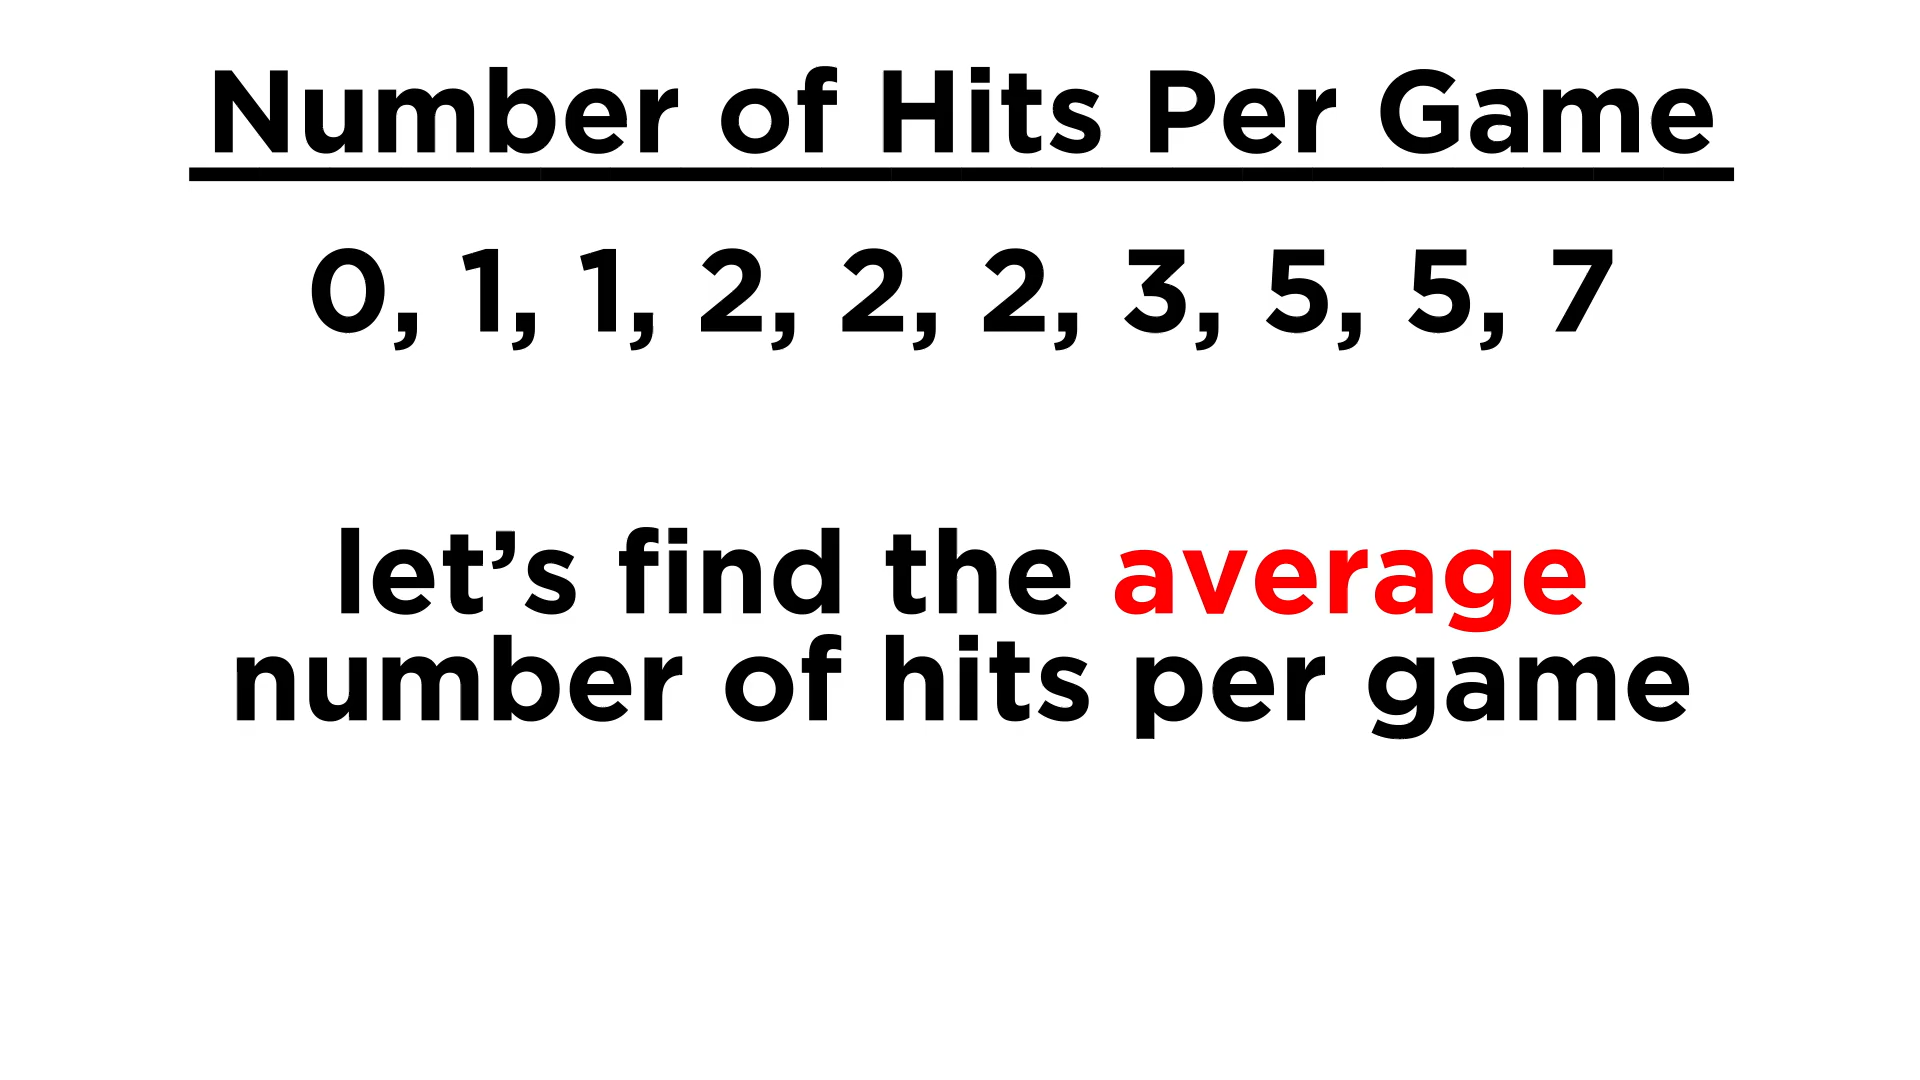 Number of Hits Per Game
0, 1, 1, 2, 2, 2, 3, 5, 5, 7
let’s find the average
number of hits per game